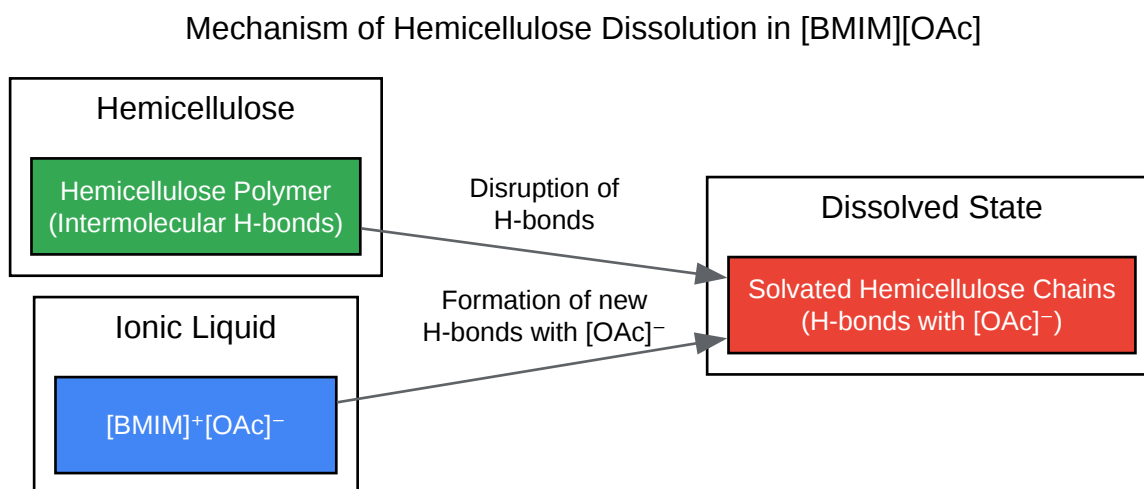 Mechanism of Hemicellulose Dissolution in [BMIM][OAc]
Hemicellulose
Hemicellulose Polymer
(Intermolecular H-bonds)
Disruption of
H-bonds
Dissolved State
Solvated Hemicellulose Chains
(H-bonds with [OAc]⁻)
Formation of new
H-bonds with [OAc]⁻
Ionic Liquid
[BMIM]⁺[OAc]⁻